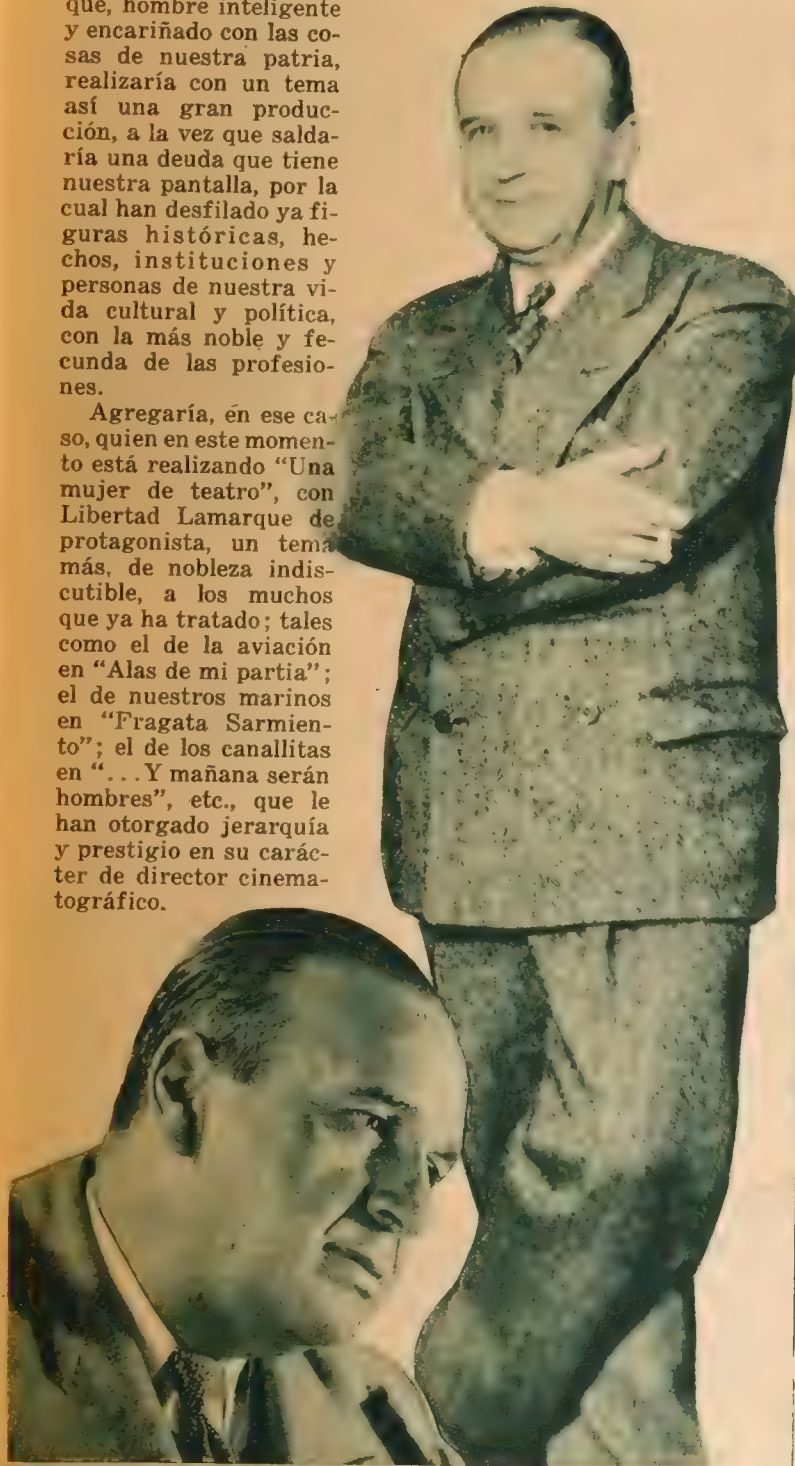 que, hombre inteligente
y encariñado con las co-
sas de nuestra patria,
realizaría con un tema
así una gran produc-
ción, a la vez que salda-
ría una deuda que tiene
nuestra pantalla, por la
cual han desfilado ya fi-
guras históricas, he-
chos, instituciones y
personas de nuestra vi-
da cultural y política,
con la más noble y fe-
cunda de las profesio-
nes.
Agregaría, en ese ca-
so, quien en este momen-
to está realizando "Una
mujer de teatro", con
Libertad Lamarque de
protagonista, un tema
más, de nobleza indis-
cutible, a los muchos
que ya ha tratado; tales
como el de la aviación
en "Alas de mi partia";
el de nuestros marinos
en "Fragata Sarmien-
to"; el de los canallitas
en "...Y mañana serán
hombres", etc., que le
han otorgado jerarquía
y prestigio en su carác-
ter de director cinema-
tográfico.